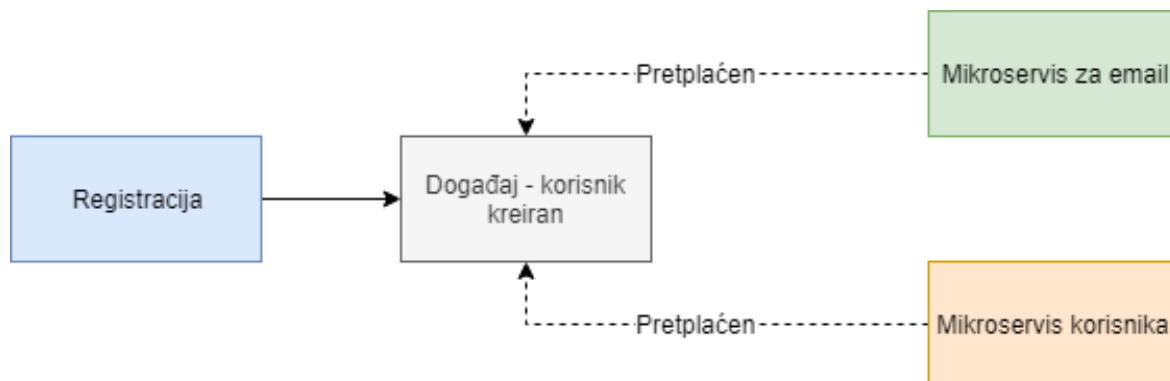 Pretplaćen
Mikroservis za email
Registracija
Događaj - korisnik
kreiran
Pretplaćen
Mikroservis korisnika